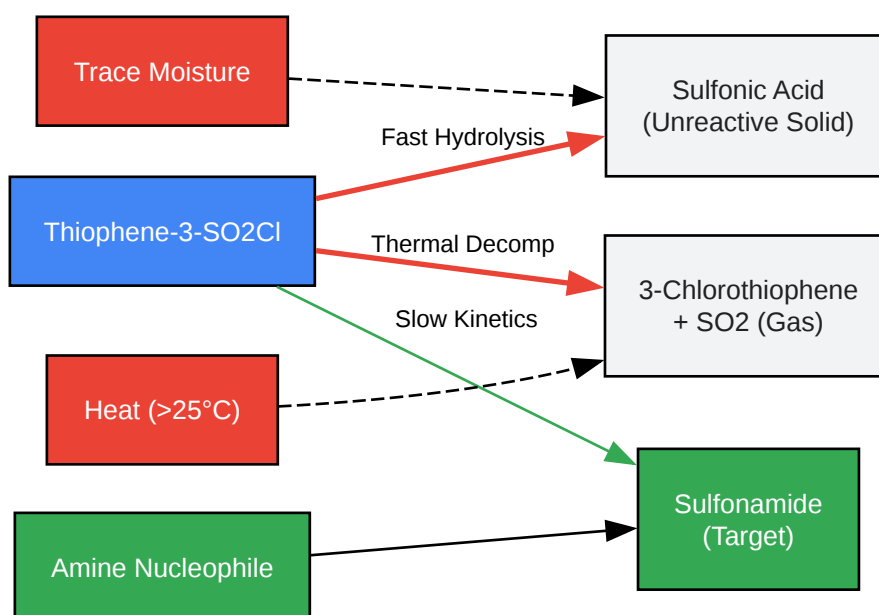 Trace Moisture
Sulfonic Acid
(Unreactive Solid)
Fast Hydrolysis
Thiophene-3-SO2Cl
Thermal Decomp
3-Chlorothiophene
+ SO2 (Gas)
Slow Kinetics
Heat (>25°C)
Sulfonamide
(Target)
Amine Nucleophile